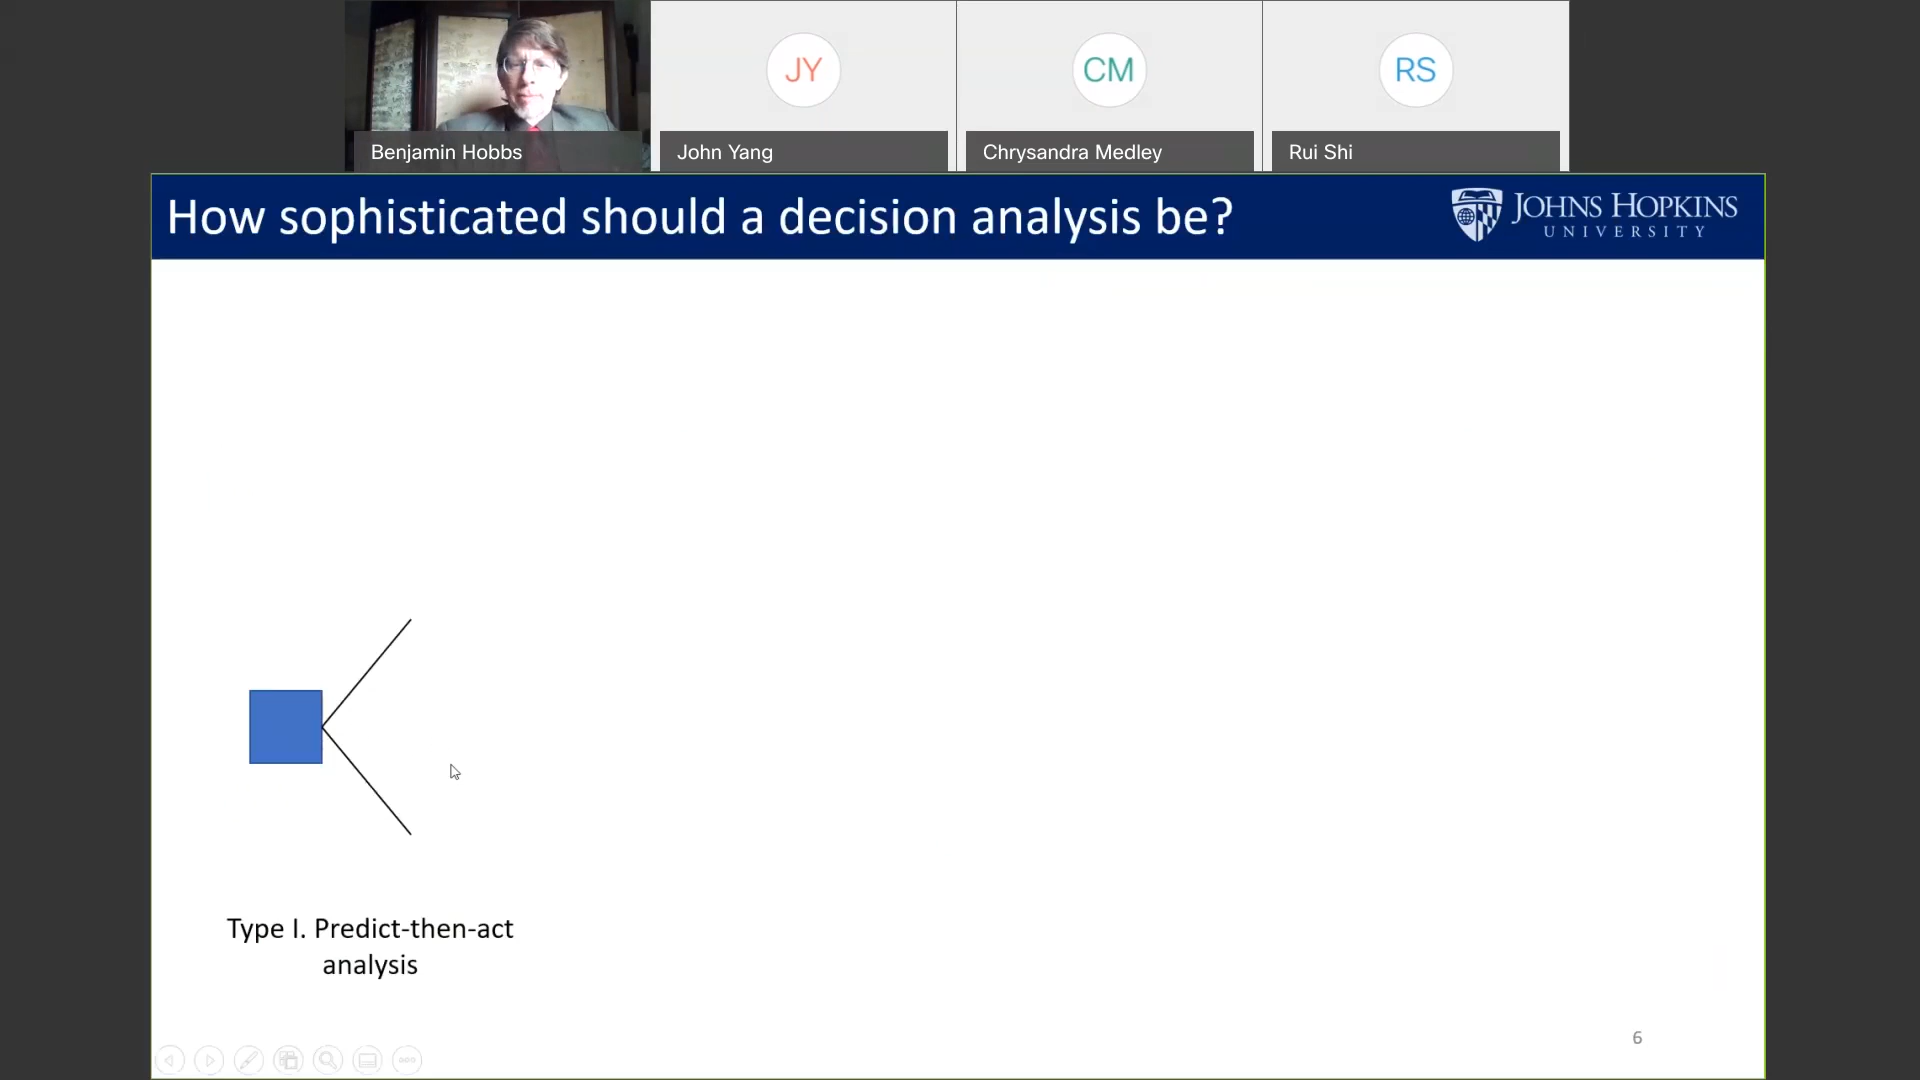 JY
CM
RS
Benjamin Hobbs
John Yang
Chrysandra Medley
Rui Shi
How sophisticated should a decision analysis be?
JOHNS HOPKINS
UNIVERSITY
Type I. Predict-then-act
analysis
6